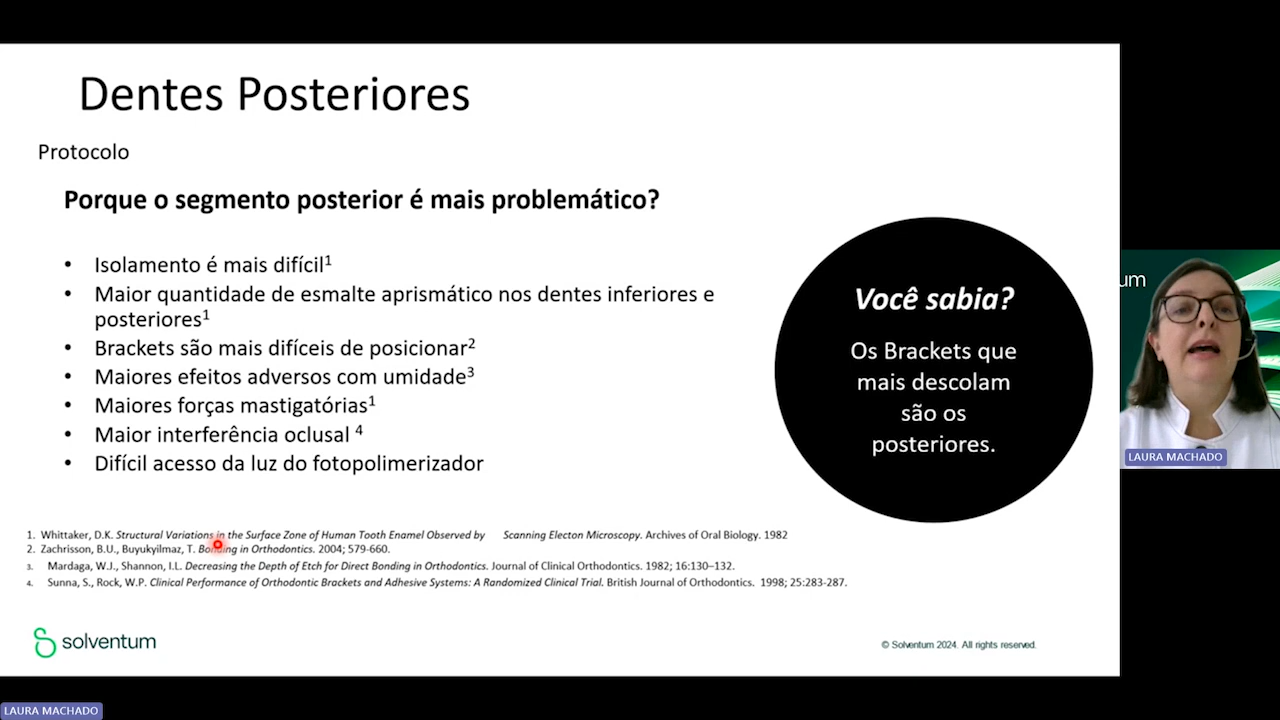 Dentes Posteriores
Protocolo
Porque o segmento posterior é mais problemático?
• Isolamento é mais difícil1
• Maior quantidade de esmalte aprismático nos dentes inferiores e
posteriores1
• Brackets são mais difíceis de posicionar2
• Maiores efeitos adversos com umidade3
• Maiores forças mastigatórias1
• Maior interferência oclusal 4
• Difícil acesso da luz do fotopolimerizador
Você sabia?
Os Brackets que
mais descolam
são os
posteriores.
1. Whittaker, D.K. Structural Variations in the Surface Zone of Human Tooth Enamel Observed by Scanning Electon Microscopy. Archives of Oral Biology. 1982
2. Zachrisson, B.U., Buyukyilmaz, T. Bonding in Orthodontics. 2004; 579-660.
3. Mardaga, W.J., Shannon, I.L. Decreasing the Depth of Etch for Direct Bonding in Orthodontics. Journal of Clinical Orthodontics. 1982; 16:130–132.
4. Sunna, S., Rock, W.P. Clinical Performance of Orthodontic Brackets and Adhesive Systems: A Randomized Clinical Trial. British Journal of Orthodontics. 1998; 25:283-287.
solventum
© Solventum 2024. All rights reserved.
um
LAURA MACHADO
LAURA MACHADO